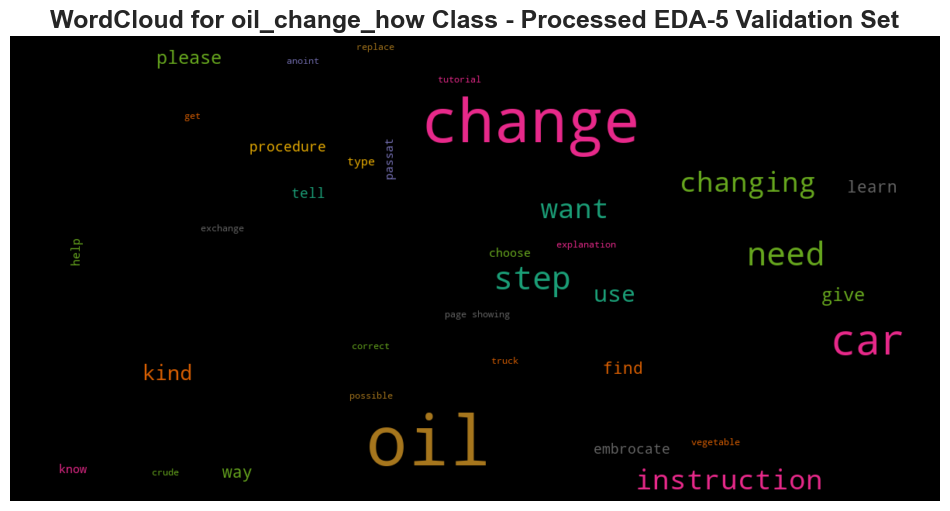 WordCloud for oil_change_how Class - Processed EDA-5 Validation Set
replace
please
anoint
tutorial
change
get
procedure
type
passat
changing
learn
tell
want
exchange
help
explanation
choose
need
step
use
give
page showing
car
correct
truck
find
kind
possible
oil
vegetable
embrocate
know
crude
way
instruction